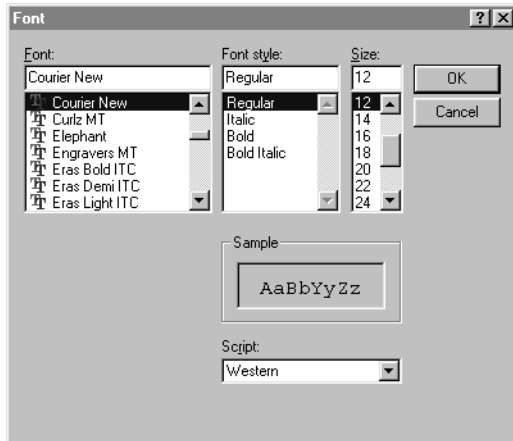 Font
Font:
Courier New
Courier New
Curlz MT
Elephant
Engravers MT
Eras Bold ITC
Eras Demi ITC
Eras Light ITC
Font style:
Regular
Regular
Italic
Bold
Bold Italic
Size:
12
12
14
16
18
20
22
24
OK
Cancel
Sample
AaBbYyZz
Script:
Western